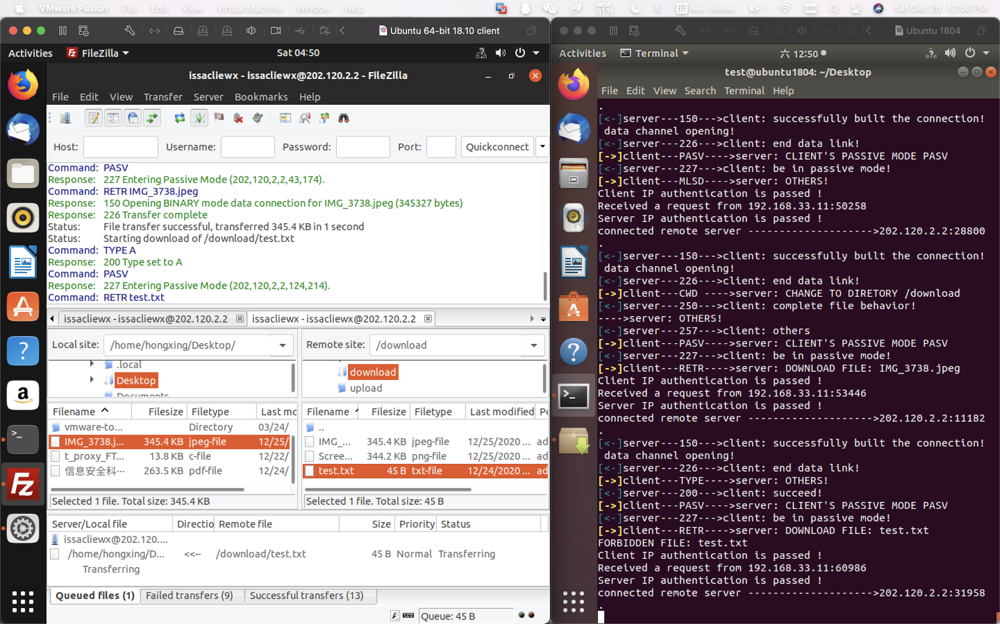 VMware Fusion File Edit View Virtual Machine Window Help MEM 81% 拼 Pinyin - Simplified Sat Dec 26 12:50 PM
Ubuntu 64-bit 18.10 client
Activities FileZilla Sat 04:50
issacliewx - issacliewx@202.120.2.2 - FileZilla
File Edit View Transfer Server Bookmarks Help
Host: Username: Password: Port: Quickconnect
Command: PASV
Response: 227 Entering Passive Mode (202,120,2,2,43,174).
Command: RETR IMG_3738.jpeg
Response: 150 Opening BINARY mode data connection for IMG_3738.jpeg (345327 bytes)
Response: 226 Transfer complete
Status: File transfer successful, transferred 345.4 KB in 1 second
Status: Starting download of /download/test.txt
Command: TYPE A
Response: 200 Type set to A
Command: PASV
Response: 227 Entering Passive Mode (202,120,2,2,124,214).
Command: RETR test.txt
issacliewx - issacliewx@202.120.2.2 issacliewx - issacliewx@202.120.2.2
Local site: /home/hongxing/Desktop/
.local
Desktop
Documents
Filename Filesize Filetype Last mo
vmware-to... Directory 03/24/
IMG_3738.j... 345.4 KB jpeg-file 12/25/
t_proxy_FT... 13.8 KB c-file 12/22/
信息安全科... 263.5 KB pdf-file 12/24/
Selected 1 file. Total size: 345.4 KB
Remote site: /download
download
upload
Filename Filesize Filetype Last modified Pe
..
IMG_... 345.4 KB jpeg-file 12/25/2020 ... ad
Scree... 344.2 KB png-file 12/25/2020 ... ad
test.txt 45 B txt-file 12/24/2020 ... ad
Selected 1 file. Total size: 45 B
Server/Local file Directio Remote file Size Priority Status
issacliewx@202.120....
/home/hongxing/D... <<-- /download/test.txt 45 B Normal Transferring
Transferring
Queued files (1) Failed transfers (9) Successful transfers (13)
Queue: 45 B
Ubuntu 1804
Activities Terminal 六 12:50
test@ubuntu1804: ~/Desktop
File Edit View Search Terminal Help
.
[<-]server---150--->client: successfully built the connection!
data channel opening!
[<-]server---226--->client: end data link!
[->]client---PASV---->server: CLIENT'S PASSIVE MODE PASV
[<-]server---227--->client: be in passive mode!
[->]client---MLSD---->server: OTHERS!
Client IP authentication is passed !
Received a request from 192.168.33.11:50258
Server IP authentication is passed !
connected remote server -------------------->202.120.2.2:28800
.
[<-]server---150--->client: successfully built the connection!
data channel opening!
[<-]server---226--->client: end data link!
[->]client---CWD ---->server: CHANGE TO DIRETORY /download
[<-]server---250--->client: complete file behavior!
---->server: OTHERS!
[<-]server---257--->client: others
[->]client---PASV---->server: CLIENT'S PASSIVE MODE PASV
[<-]server---227--->client: be in passive mode!
[->]client---RETR---->server: DOWNLOAD FILE: IMG_3738.jpeg
Client IP authentication is passed !
Received a request from 192.168.33.11:53446
Server IP authentication is passed !
connected remote server -------------------->202.120.2.2:11182
.
[<-]server---150--->client: successfully built the connection!
data channel opening!
[<-]server---226--->client: end data link!
[->]client---TYPE---->server: OTHERS!
[<-]server---200--->client: succeed!
[->]client---PASV---->server: CLIENT'S PASSIVE MODE PASV
[<-]server---227--->client: be in passive mode!
[->]client---RETR---->server: DOWNLOAD FILE: test.txt
FORBIDDEN FILE: test.txt
Client IP authentication is passed !
Received a request from 192.168.33.11:60986
Server IP authentication is passed !
connected remote server -------------------->202.120.2.2:31958
.